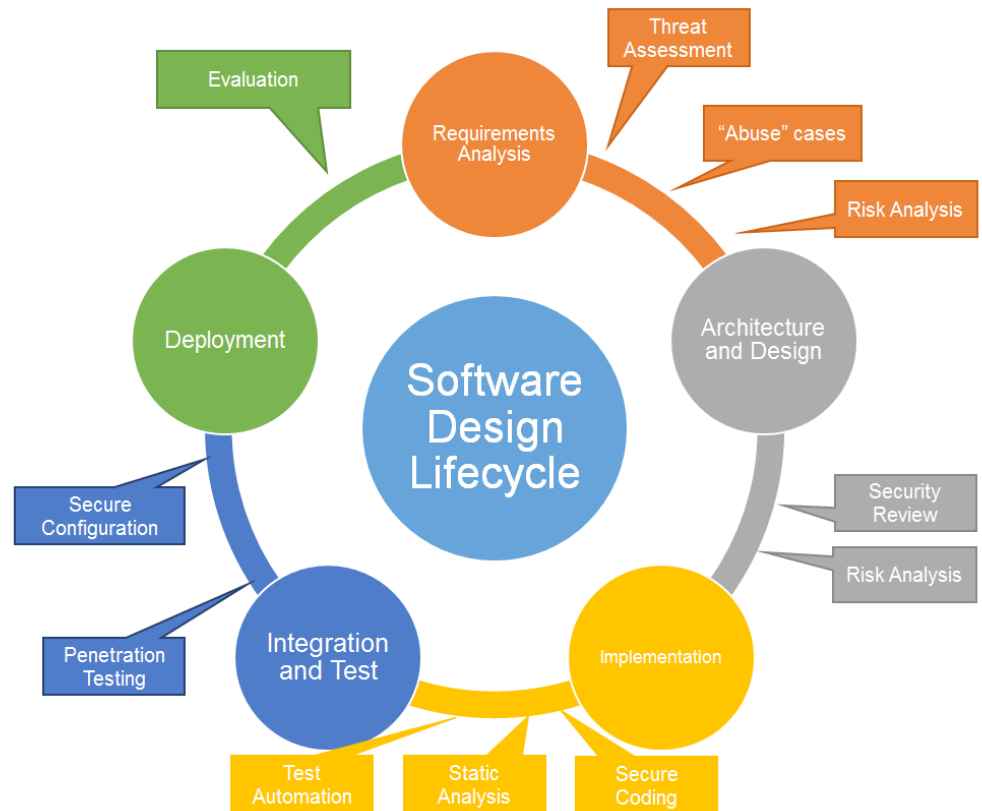 Threat
Assessment
Evaluation
Requirements
Analysis
“Abuse” cases
Risk Analysis
Deployment
Architecture
and Design
Software
Design
Lifecycle
Secure
Configuration
Security
Review
Risk Analysis
Penetration
Testing
Integration
and Test
Implementation
Test
Automation
Static
Analysis
Secure
Coding